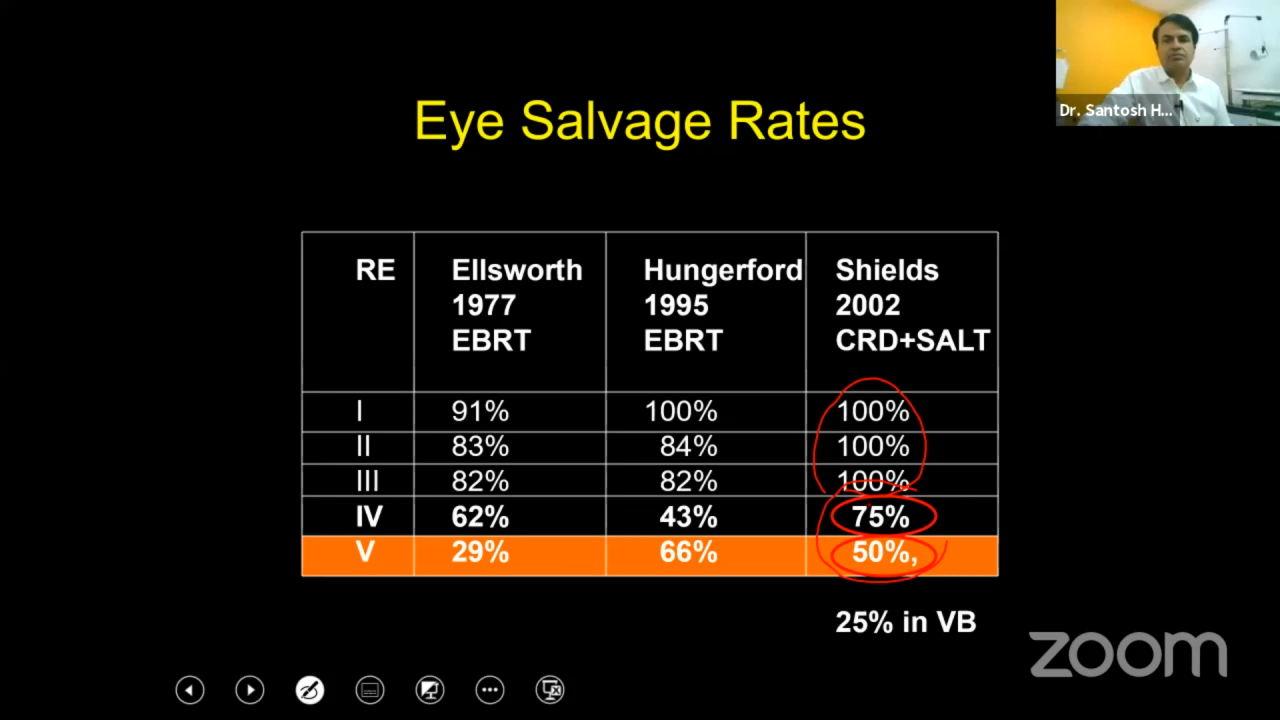 Dr. Santosh H...
Eye Salvage Rates
RE Ellsworth 1977 EBRT Hungerford 1995 EBRT Shields 2002 CRD+SALT
I 91% 100% 100%
II 83% 84% 100%
III 82% 82% 100%
IV 62% 43% 75%
V 29% 66% 50%,
25% in VB
zoom